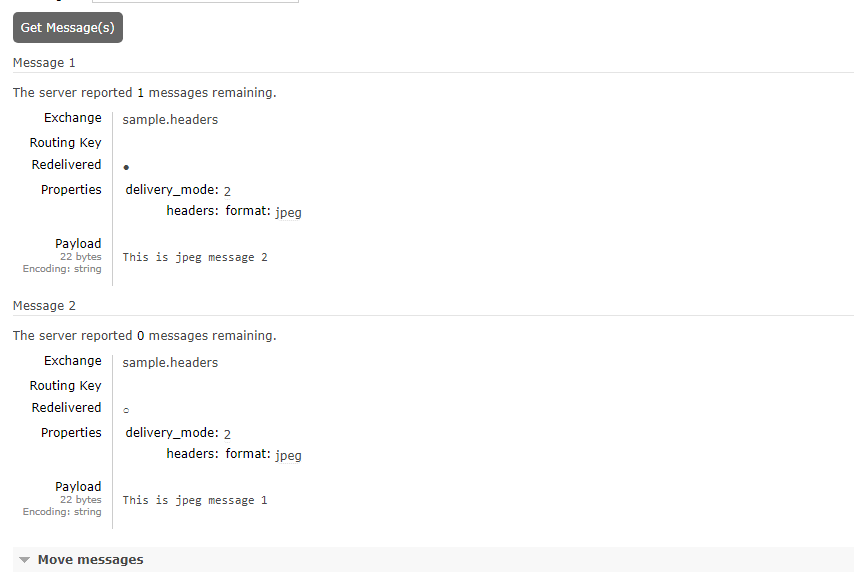 Get Message(s)
Message 1
The server reported 1 messages remaining.
Exchange sample.headers
Routing Key
Redelivered ●
Properties delivery_mode: 2
headers: format: jpeg
Payload
22 bytes
This is jpeg message 2
Encoding: string
Message 2
The server reported 0 messages remaining.
Exchange sample.headers
Routing Key
Redelivered ○
Properties delivery_mode: 2
headers: format: jpeg
Payload
22 bytes
This is jpeg message 1
Encoding: string
Move messages